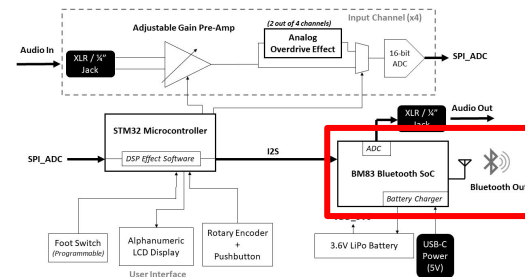 Input Channel (x4)
Adjustable Gain Pre-Amp
(2 out of 4 channels)
Analog
Overdrive Effect
Audio In
XLR / ¼"
Jack
16-bit
ADC
SPI_ADC
XLR / ¼"
Jack
Audio Out
STM32 Microcontroller
DSP Effect Software
SPI_ADC
I2S
ADC
BM83 Bluetooth SoC
Battery Charger
Bluetooth Out
Foot Switch
(Programmable)
Alphanumeric
LCD Display
Rotary Encoder
+
Pushbutton
3.6V LiPo Battery
USB-C
Power
(5V)
User Interface